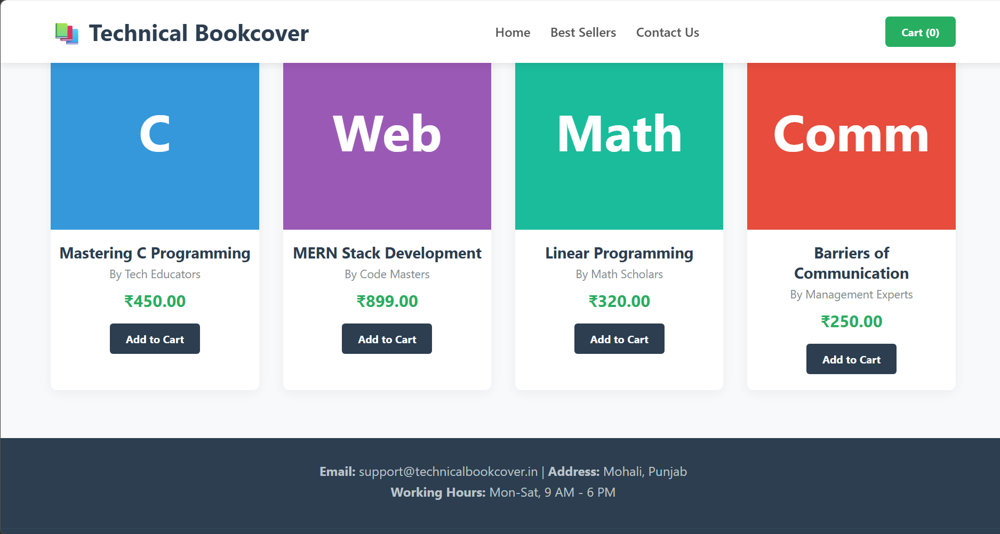 Technical Bookcover
Home Best Sellers Contact Us
Cart (0)
C
Web
Math
Comm
Mastering C Programming
By Tech Educators
₹450.00
Add to Cart
MERN Stack Development
By Code Masters
₹899.00
Add to Cart
Linear Programming
By Math Scholars
₹320.00
Add to Cart
Barriers of
Communication
By Management Experts
₹250.00
Add to Cart
Email: support@technicalbookcover.in | Address: Mohali, Punjab
Working Hours: Mon-Sat, 9 AM - 6 PM